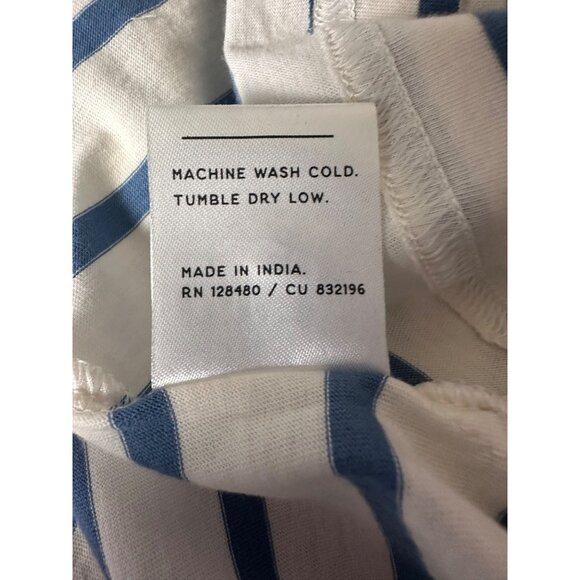 MACHINE WASH COLD.
TUMBLE DRY LOW.
MADE IN INDIA.
RN 128480 / CU 832196